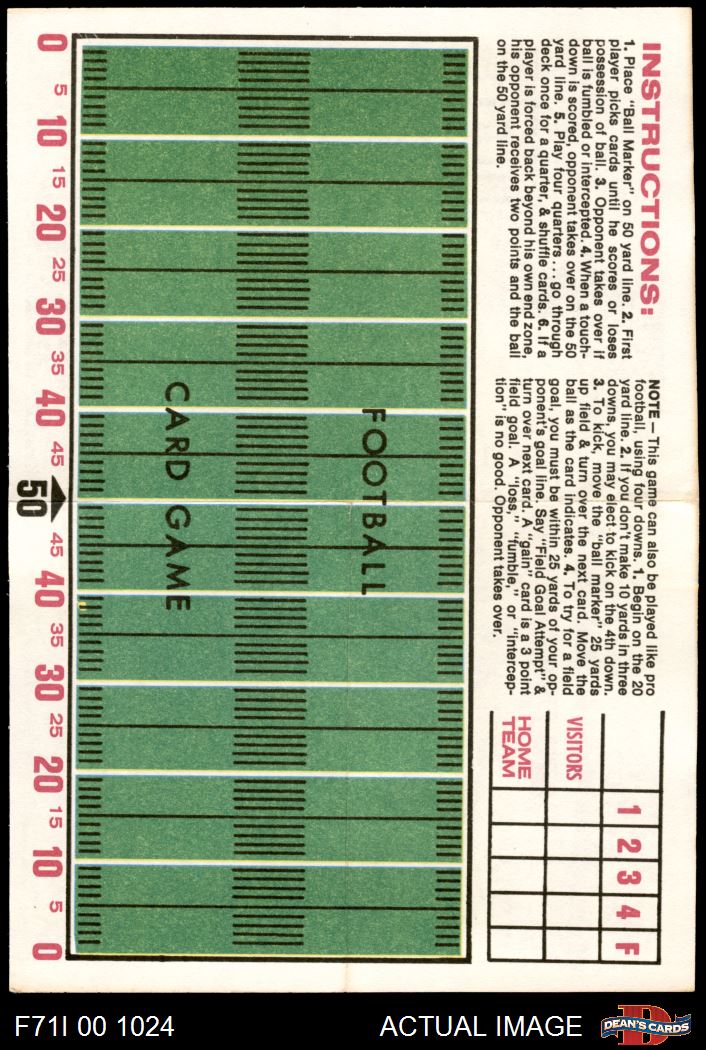 INSTRUCTIONS:
1. Place "Ball Marker" on 50 yard line. 2. First
player picks cards until he scores or loses
possession of ball. 3. Opponent takes over if
ball is fumbled or intercepted. 4. When a touch-
down is scored, opponent takes over on the 50
yard line. 5. Play four quarters . . . go through
deck once for a quarter, & shuffle cards. 6. If a
player is forced back beyond his own end zone,
his opponent receives two points and the ball
on the 50 yard line.
NOTE — This game can also be played like pro
football, using four downs. 1. Begin on the 20
yard line. 2. If you don't make 10 yards in three
downs, you may elect to kick on the 4th down.
3. To kick, move the "ball marker" 25 yards
up field & turn over the next card. Move the
ball as the card indicates. 4. To try for a field
goal, you must be within 25 yards of your op-
ponent's goal line. Say "Field Goal Attempt" &
turn over next card. A "gain" card is a 3 point
field goal. A "loss," "fumble," or "intercep-
tion" is no good. Opponent takes over.
1 2 3 4 F
VISITORS
HOME
TEAM
FOOTBALL
CARD GAME
0 5 10 15 20 25 30 35 40 45 50 45 40 35 30 25 20 15 10 5 0
F71I 00 1024
ACTUAL IMAGE
D
DEAN'S CARDS